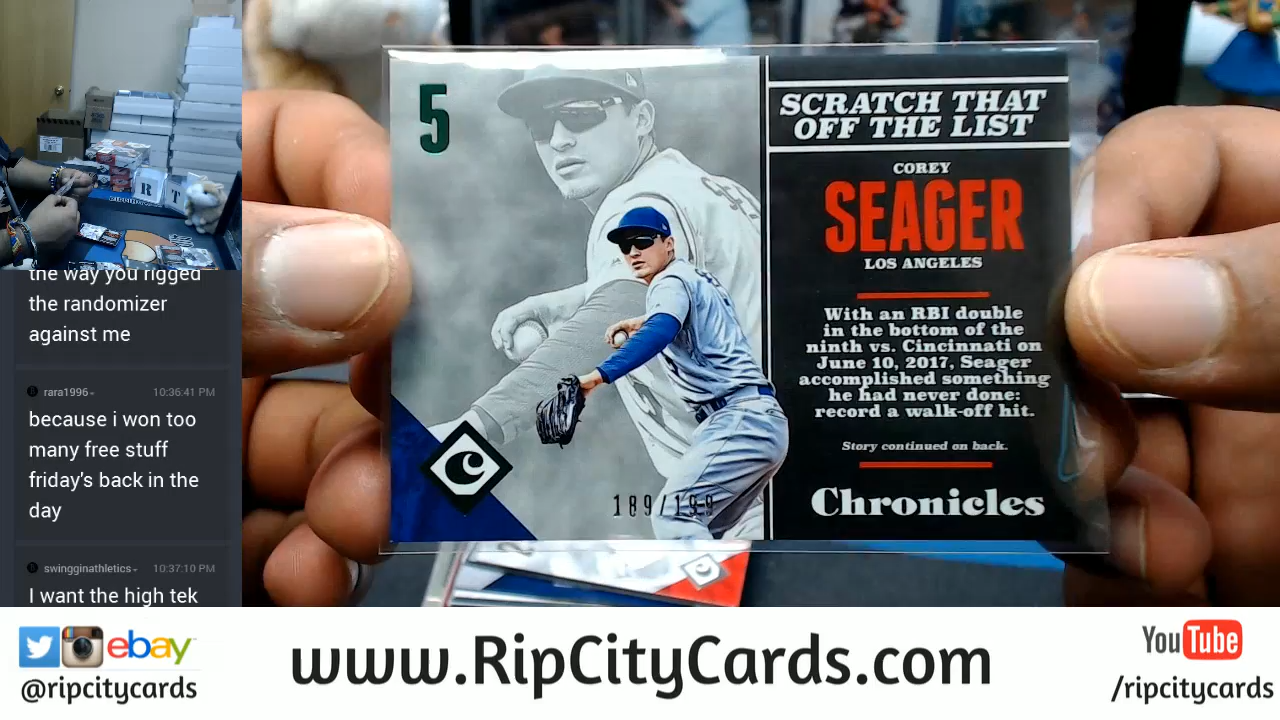 the way you rigged
the randomizer
against me
rara1996-
10:36:41 PM
because i won too
many free stuff
friday's back in the
day
swingginathletics-
10:37:10 PM
I want the high tek
R
T
5
SCRATCH THAT
OFF THE LIST
COREY
SEAGER
LOS ANGELES
With an RBI double
in the bottom of the
ninth vs. Cincinnati on
June 10, 2017, Seager
accomplished something
he had never done:
record a walk-off hit.
Story continued on back.
Chronicles
C
189/199
ebay
@ripcitycards
www.RipCityCards.com
YouTube
/ripcitycards